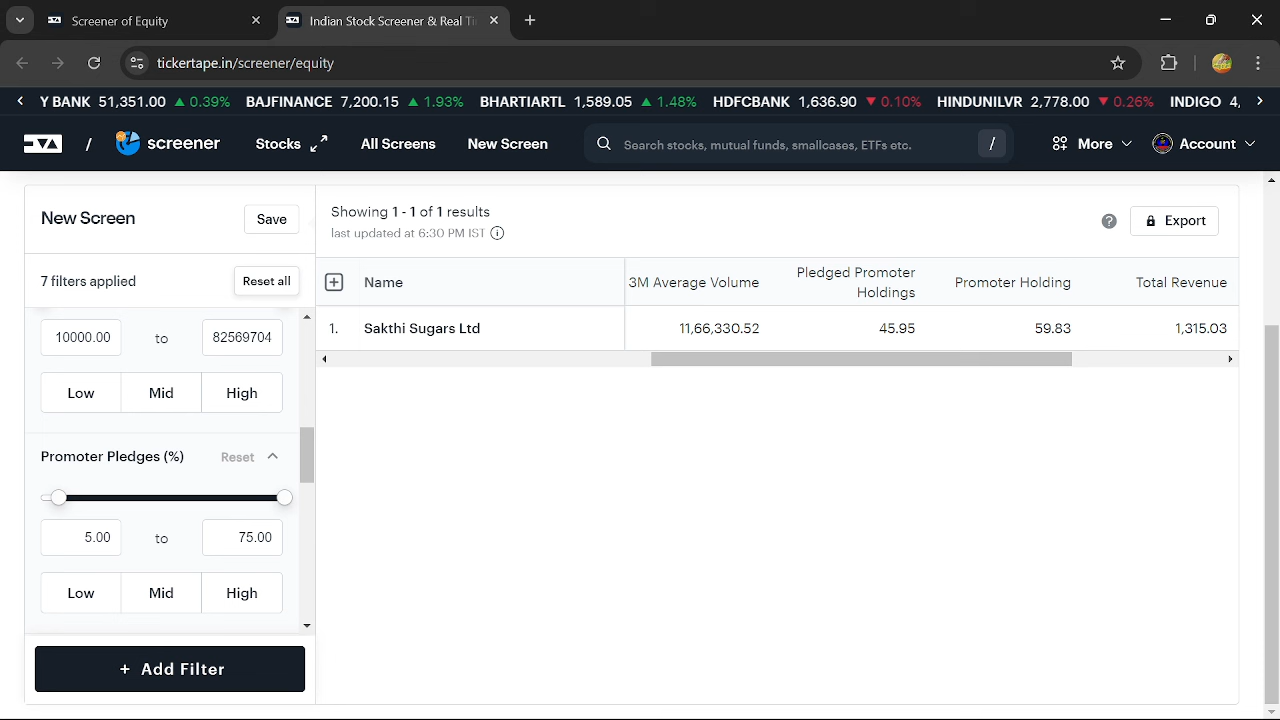 Screener of Equity
Indian Stock Screener & Real Ti
tickertape.in/screener/equity
Y BANK 51,351.00 ▲ 0.39% BAJFINANCE 7,200.15 ▲ 1.93% BHARTIARTL 1,589.05 ▲ 1.48% HDFCBANK 1,636.90 ▼ 0.10% HINDUNILVR 2,778.00 ▼ 0.26% INDIGO 4,
/ screener Stocks All Screens New Screen Search stocks, mutual funds, smallcases, ETFs etc. / More Account
New Screen Save
7 filters applied Reset all
10000.00 to 82569704
Low Mid High
Promoter Pledges (%) Reset
5.00 to 75.00
Low Mid High
+ Add Filter
Showing 1 - 1 of 1 results
last updated at 6:30 PM IST
Export
Name 3M Average Volume Pledged Promoter Holdings Promoter Holding Total Revenue
1. Sakthi Sugars Ltd 11,66,330.52 45.95 59.83 1,315.03